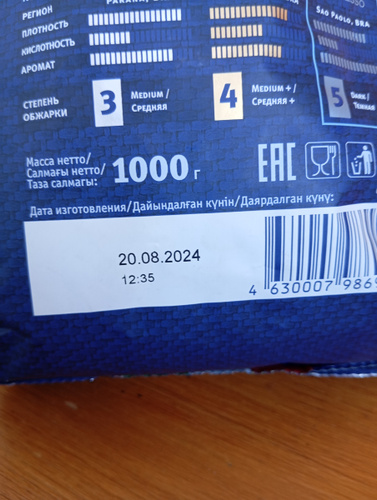 РЕГИОН
ПЛОТНОСТЬ
КИСЛОТНОСТЬ
АРОМАТ
SAO PAOLO, BRA
СТЕПЕНЬ
ОБЖАРКИ
3 MEDIUM /
СРЕДНЯЯ
4 MEDIUM + /
СРЕДНЯЯ +
5 DARK /
ТЕМНАЯ
Масса нетто/
Салмағы нетто/
Таза салмагы:
1000 г
EAC
Дата изготовления/Дайындалған күнін/Даярдалган күнү:
20.08.2024
12:35
4 630007 986